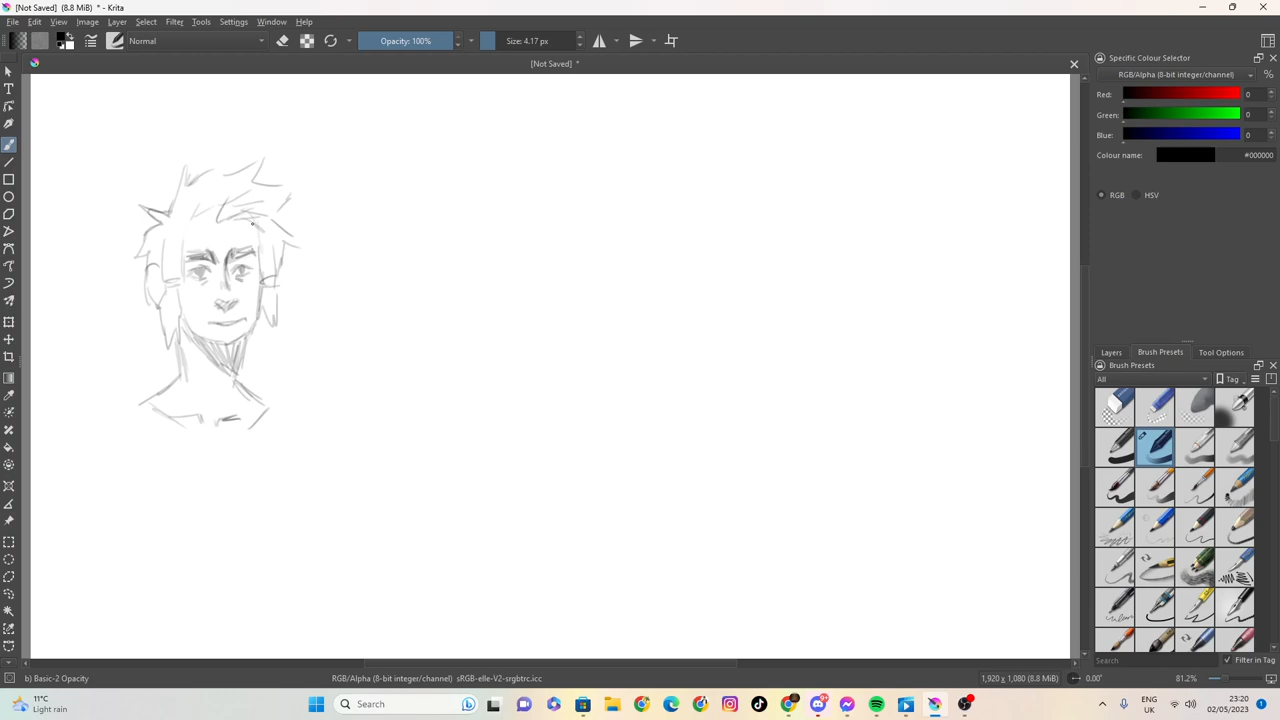 [Not Saved] (8.8 MiB) * - Krita
File Edit View Image Layer Select Filter Tools Settings Window Help
Normal Opacity: 100% Size: 4.17 px
[Not Saved] *
Specific Colour Selector
RGB/Alpha (8-bit integer/channel) %
Red: 0
Green: 0
Blue: 0
Colour name: #000000
RGB HSV
Layers Brush Presets Tool Options
Brush Presets
All Tag
Search Filter in Tag
b) Basic-2 Opacity RGB/Alpha (8-bit integer/channel) sRGB-elle-V2-srgbtrc.icc 1,920 x 1,080 (8.8 MiB) 0.00° 81.2%
11°C
Light rain
Search
9+
ENG
UK
23:20
02/05/2023